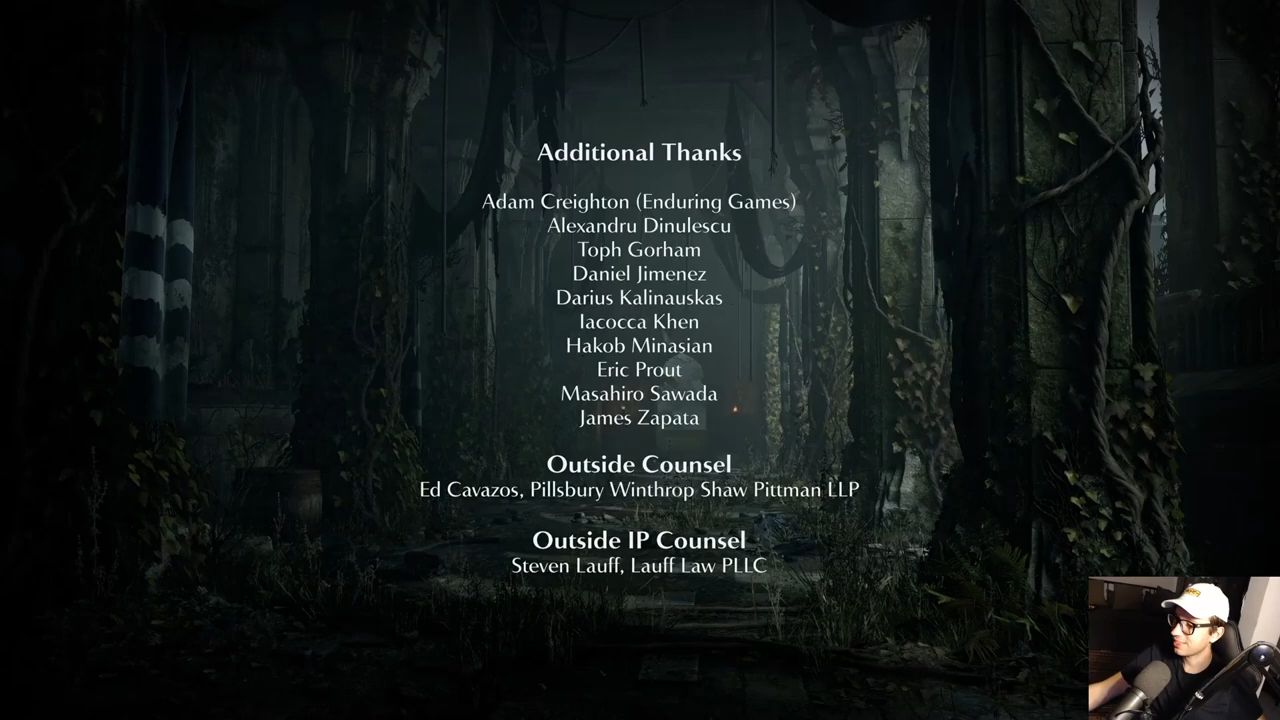 Additional Thanks
Adam Creighton (Enduring Games)
Alexandru Dinulescu
Toph Gorham
Daniel Jimenez
Darius Kalinauskas
Iacocca Khen
Hakob Minasian
Eric Prout
Masahiro Sawada
James Zapata
Outside Counsel
Ed Cavazos, Pillsbury Winthrop Shaw Pittman LLP
Outside IP Counsel
Steven Lauff, Lauff Law PLLC